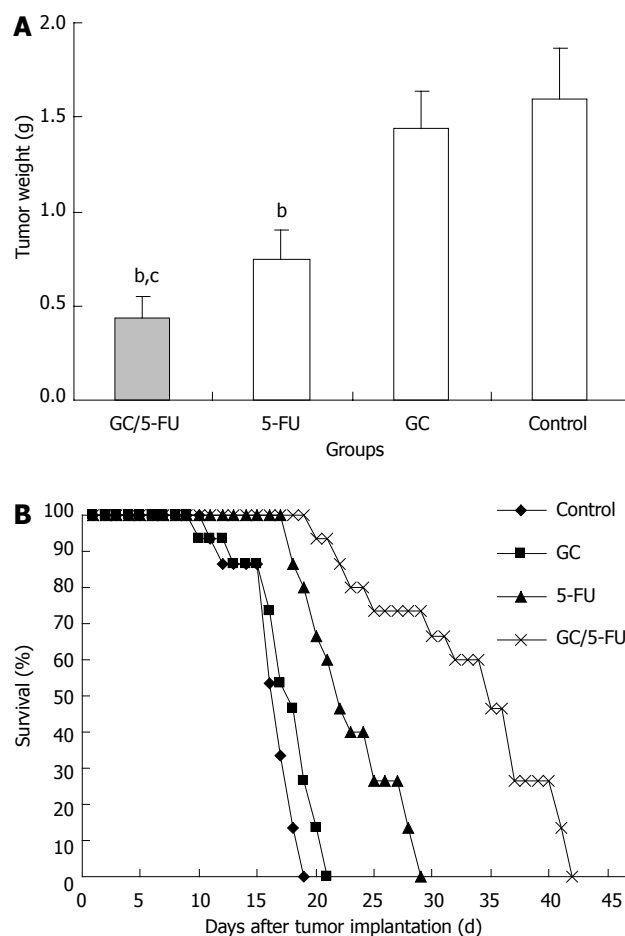 A
Tumor weight (g)
2.0
1.5
1.0
0.5
0.0
b,c
b
GC/5-FU 5-FU GC Control
Groups
B
Survival (%)
100
90
80
70
60
50
40
30
20
10
0
0 5 10 15 20 25 30 35 40 45
Days after tumor implantation (d)
Control
GC
5-FU
GC/5-FU